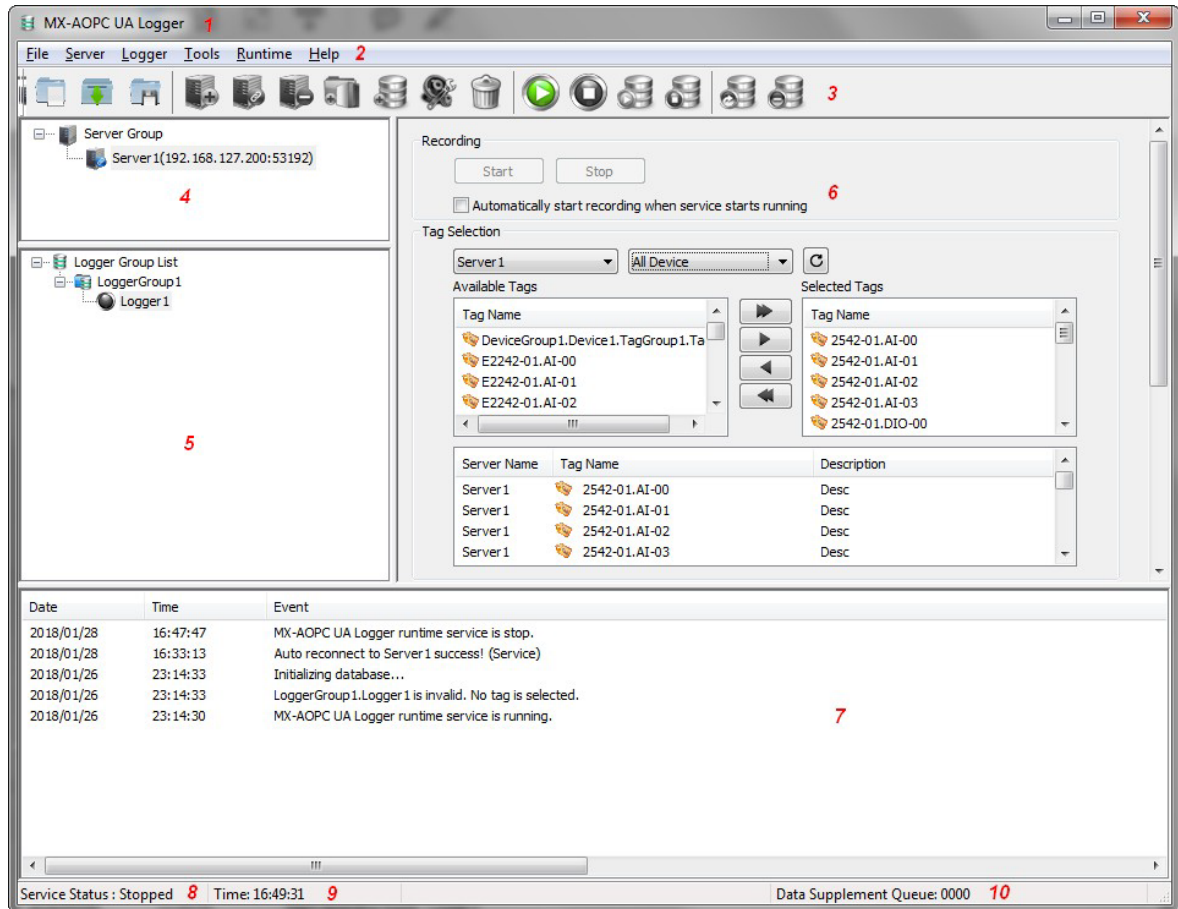 MX-AOPC UA Logger 1
File Server Logger Tools Runtime Help 2
3
Server Group
Server1(192.168.127.200:53192)
4
Logger Group List
LoggerGroup1
Logger1
5
Recording
Start Stop
6
Automatically start recording when service starts running
Tag Selection
Server1 All Device
Available Tags
Tag Name
DeviceGroup1.Device1.TagGroup1.Ta
E2242-01.AI-00
E2242-01.AI-01
E2242-01.AI-02
Selected Tags
Tag Name
2542-01.AI-00
2542-01.AI-01
2542-01.AI-02
2542-01.AI-03
2542-01.DIO-00
Server Name Tag Name Description
Server1 2542-01.AI-00 Desc
Server1 2542-01.AI-01 Desc
Server1 2542-01.AI-02 Desc
Server1 2542-01.AI-03 Desc
Date Time Event
2018/01/28 16:47:47 MX-AOPC UA Logger runtime service is stop.
2018/01/28 16:33:13 Auto reconnect to Server1 success! (Service)
2018/01/26 23:14:33 Initializing database...
2018/01/26 23:14:33 LoggerGroup1.Logger1 is invalid. No tag is selected.
2018/01/26 23:14:30 MX-AOPC UA Logger runtime service is running.
7
Service Status : Stopped 8 Time: 16:49:31 9 Data Supplement Queue: 0000 10